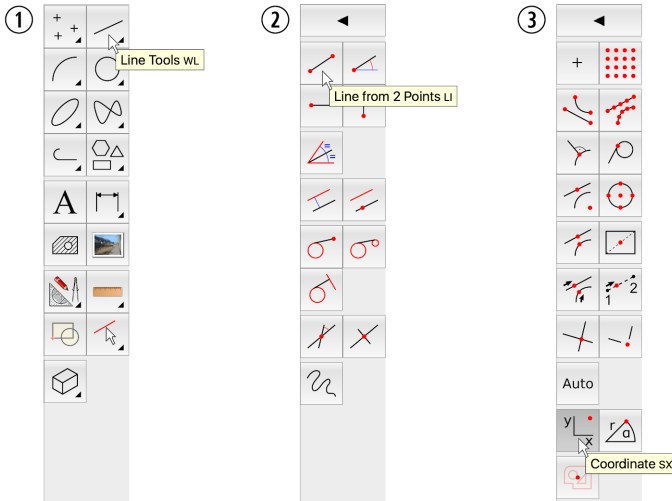 1
Line Tools WL
A
2
Line from 2 Points LI
=
=
3
1
2
Auto
y
x
r
a
Coordinate SX